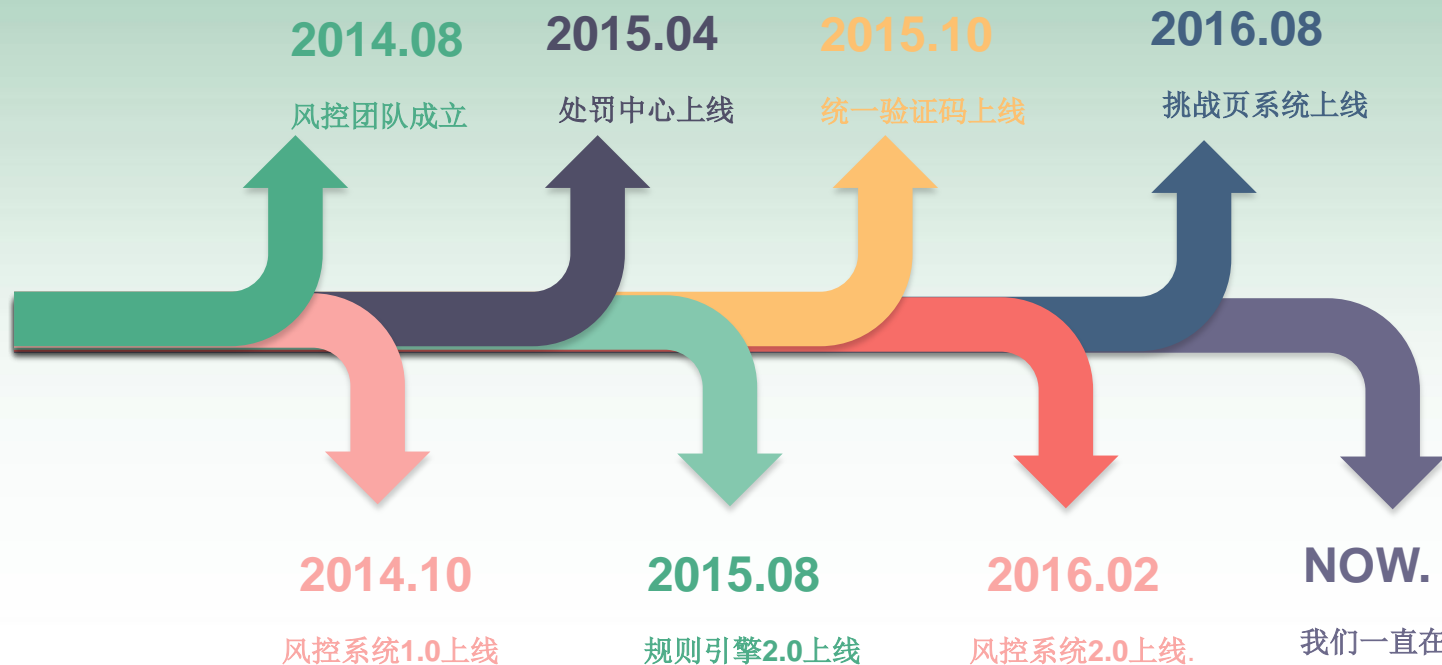 2014.08
风控团队成立
2015.04
处罚中心上线
2015.10
统一验证码上线
2016.08
挑战页系统上线
2014.10
风控系统1.0上线
2015.08
规则引擎2.0上线
2016.02
风控系统2.0上线.
NOW.
我们一直在